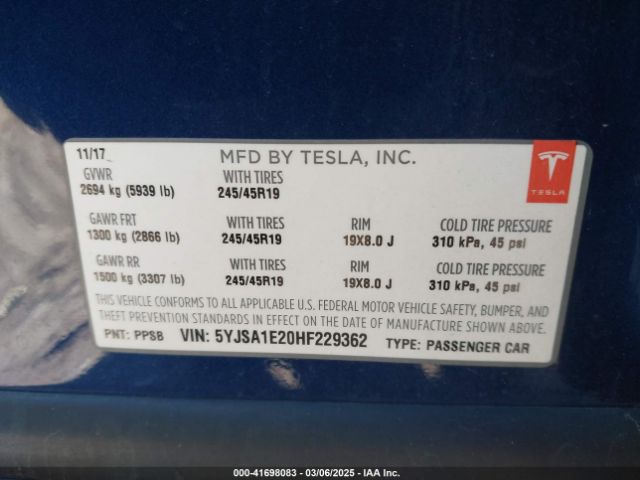 11/17
MFD BY TESLA, INC.
GVWR WITH TIRES
2694 kg (5939 lb) 245/45R19
TESLA
GAWR FRT WITH TIRES RIM COLD TIRE PRESSURE
1300 kg (2866 lb) 245/45R19 19X8.0 J 310 kPa, 45 psi
GAWR RR WITH TIRES RIM COLD TIRE PRESSURE
1500 kg (3307 lb) 245/45R19 19X8.0 J 310 kPa, 45 psi
THIS VEHICLE CONFORMS TO ALL APPLICABLE U.S. FEDERAL MOTOR VEHICLE SAFETY, BUMPER, AND
THEFT PREVENTION STANDARDS IN EFFECT ON THE DATE OF MANUFACTURE SHOWN ABOVE.
PNT: PPSB VIN: 5YJSA1E20HF229362 TYPE: PASSENGER CAR
000-41698083 - 03/06/2025 - IAA Inc.